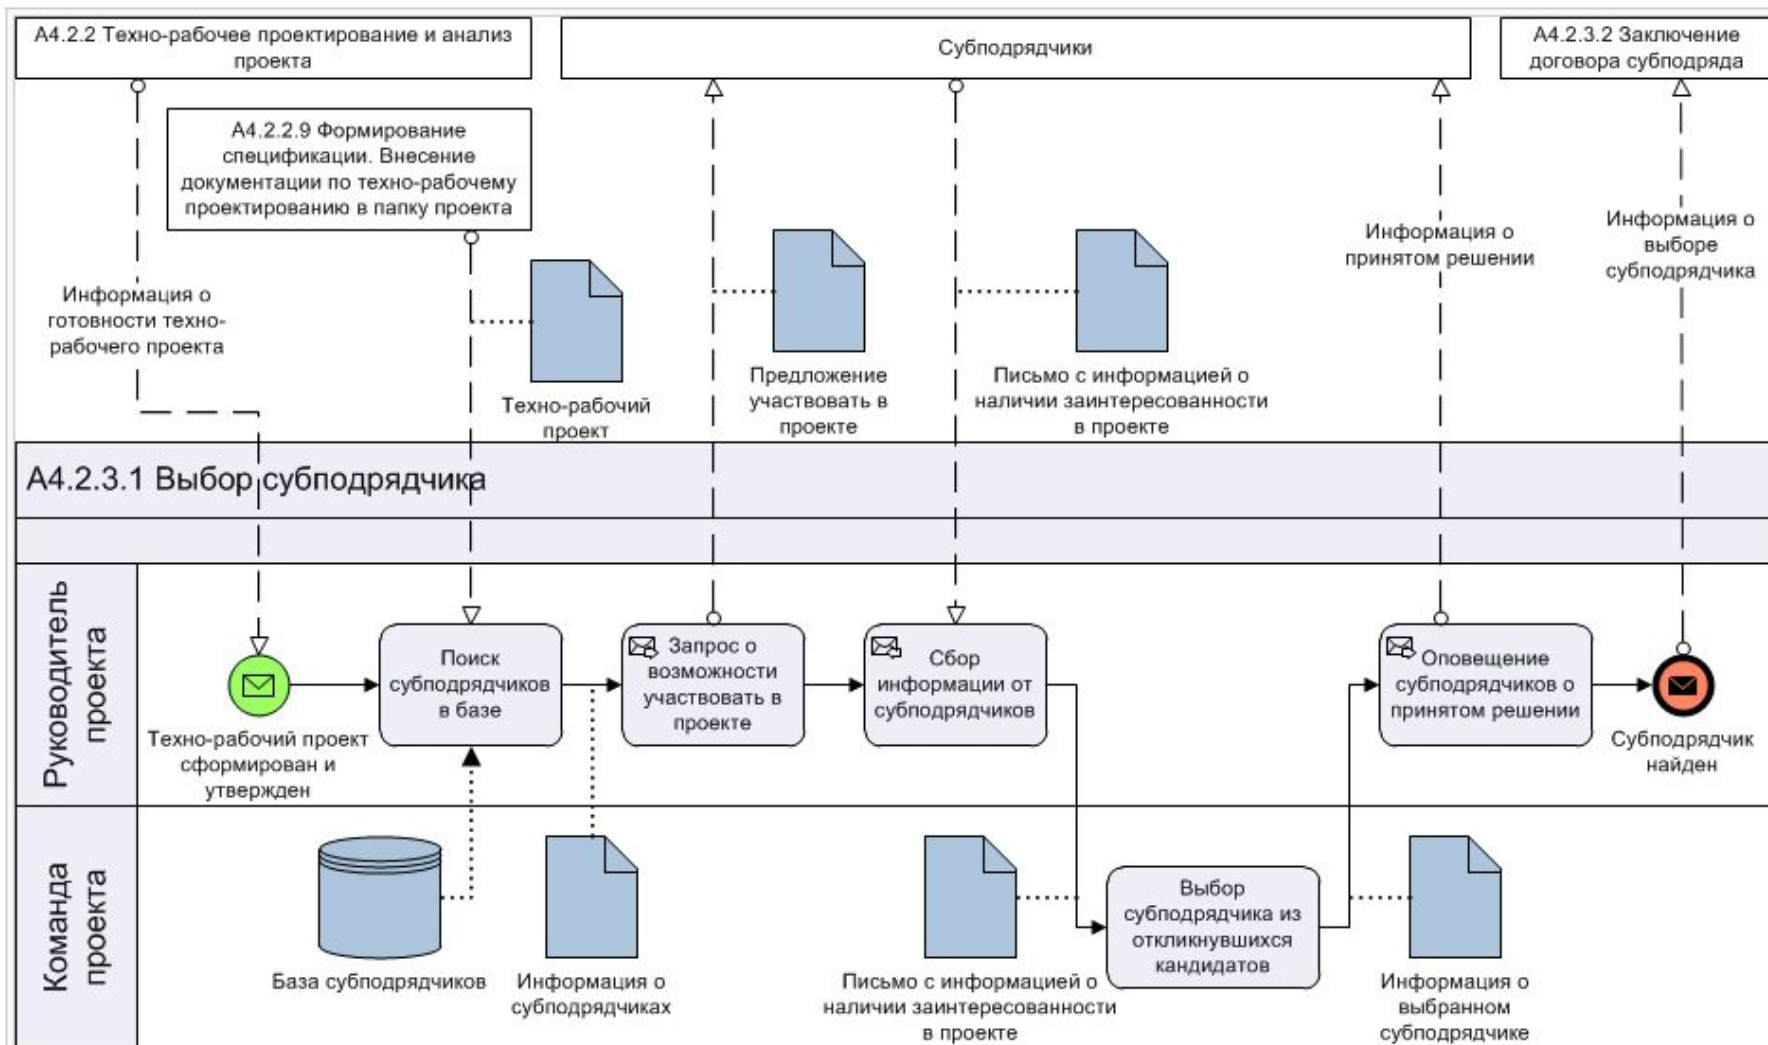 A4.2.2 Техно-рабочее проектирование и анализ
проекта
Субподрядчики
A4.2.3.2 Заключение
договора субподряда
A4.2.2.9 Формирование
спецификации. Внесение
документации по техно-рабочему
проектированию в папку проекта
Информация о
готовности техно-
рабочего проекта
Техно-рабочий
проект
Предложение
участвовать в
проекте
Письмо с информацией о
наличии заинтересованности
в проекте
Информация о
принятом решении
Информация о
выборе
субподрядчика
A4.2.3.1 Выбор субподрядчика
Руководитель
проекта
Техно-рабочий проект
сформирован и
утвержден
Поиск
субподрядчиков
в базе
Запрос о
возможности
участвовать в
проекте
Сбор
информации от
субподрядчиков
Оповещение
субподрядчиков о
принятом решении
Субподрядчик
найден
Команда
проекта
База субподрядчиков
Информация о
субподрядчиках
Письмо с информацией о
наличии заинтересованности
в проекте
Выбор
субподрядчика из
откликнувшихся
кандидатов
Информация о
выбранном
субподрядчике